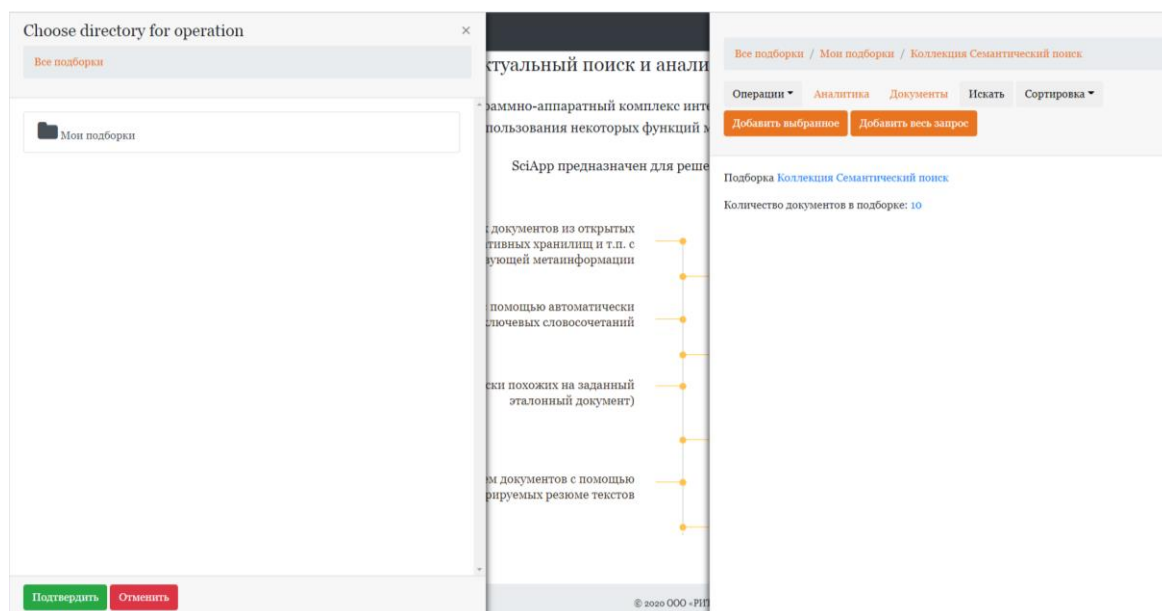 Choose directory for operation ×
Все подборки
Мои подборки
Подтвердить Отменить
туальный поиск и анали
раммно-аппаратный комплекс инте
пользования некоторых функций м
SciApp предназначен для реше
документов из открытых
тивных хранилищ и т.п. с
вующей метаинформации
помощью автоматически
ключевых словосочетаний
ски похожих на заданный
эталонный документ)
ем документов с помощью
рируемых резюме текстов
© 2020 ООО «РИТ
Все подборки / Мои подборки / Коллекция Семантический поиск
Операции Аналитика Документы Искать Сортировка
Добавить выбранное Добавить весь запрос
Подборка Коллекция Семантический поиск
Количество документов в подборке: 10